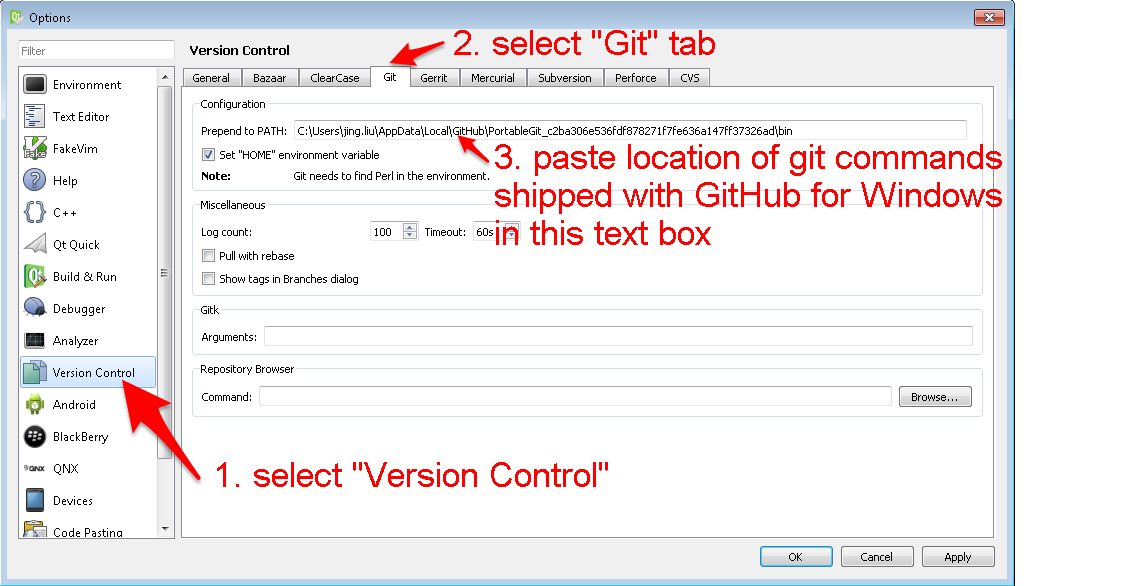 Options
Filter
Version Control
2. select "Git" tab
Environment
Text Editor
FakeVim
Help
C++
Qt Quick
Build & Run
Debugger
Analyzer
Version Control
Android
BlackBerry
QNX
Devices
Code Pasting
General Bazaar ClearCase Git Gerrit Mercurial Subversion Perforce CVS
Configuration
Prepend to PATH: C:\Users\jing.liu\AppData\Local\GitHub\PortableGit_c2ba306e536fdf878271f7fe636a147ff37326ad\bin
Set "HOME" environment variable
Note: Git needs to find Perl in the environment.
3. paste location of git commands
shipped with GitHub for Windows
in this text box
Miscellaneous
Log count: 100 Timeout: 60s
Pull with rebase
Show tags in Branches dialog
Gitk
Arguments:
Repository Browser
Command: Browse...
1. select "Version Control"
OK Cancel Apply